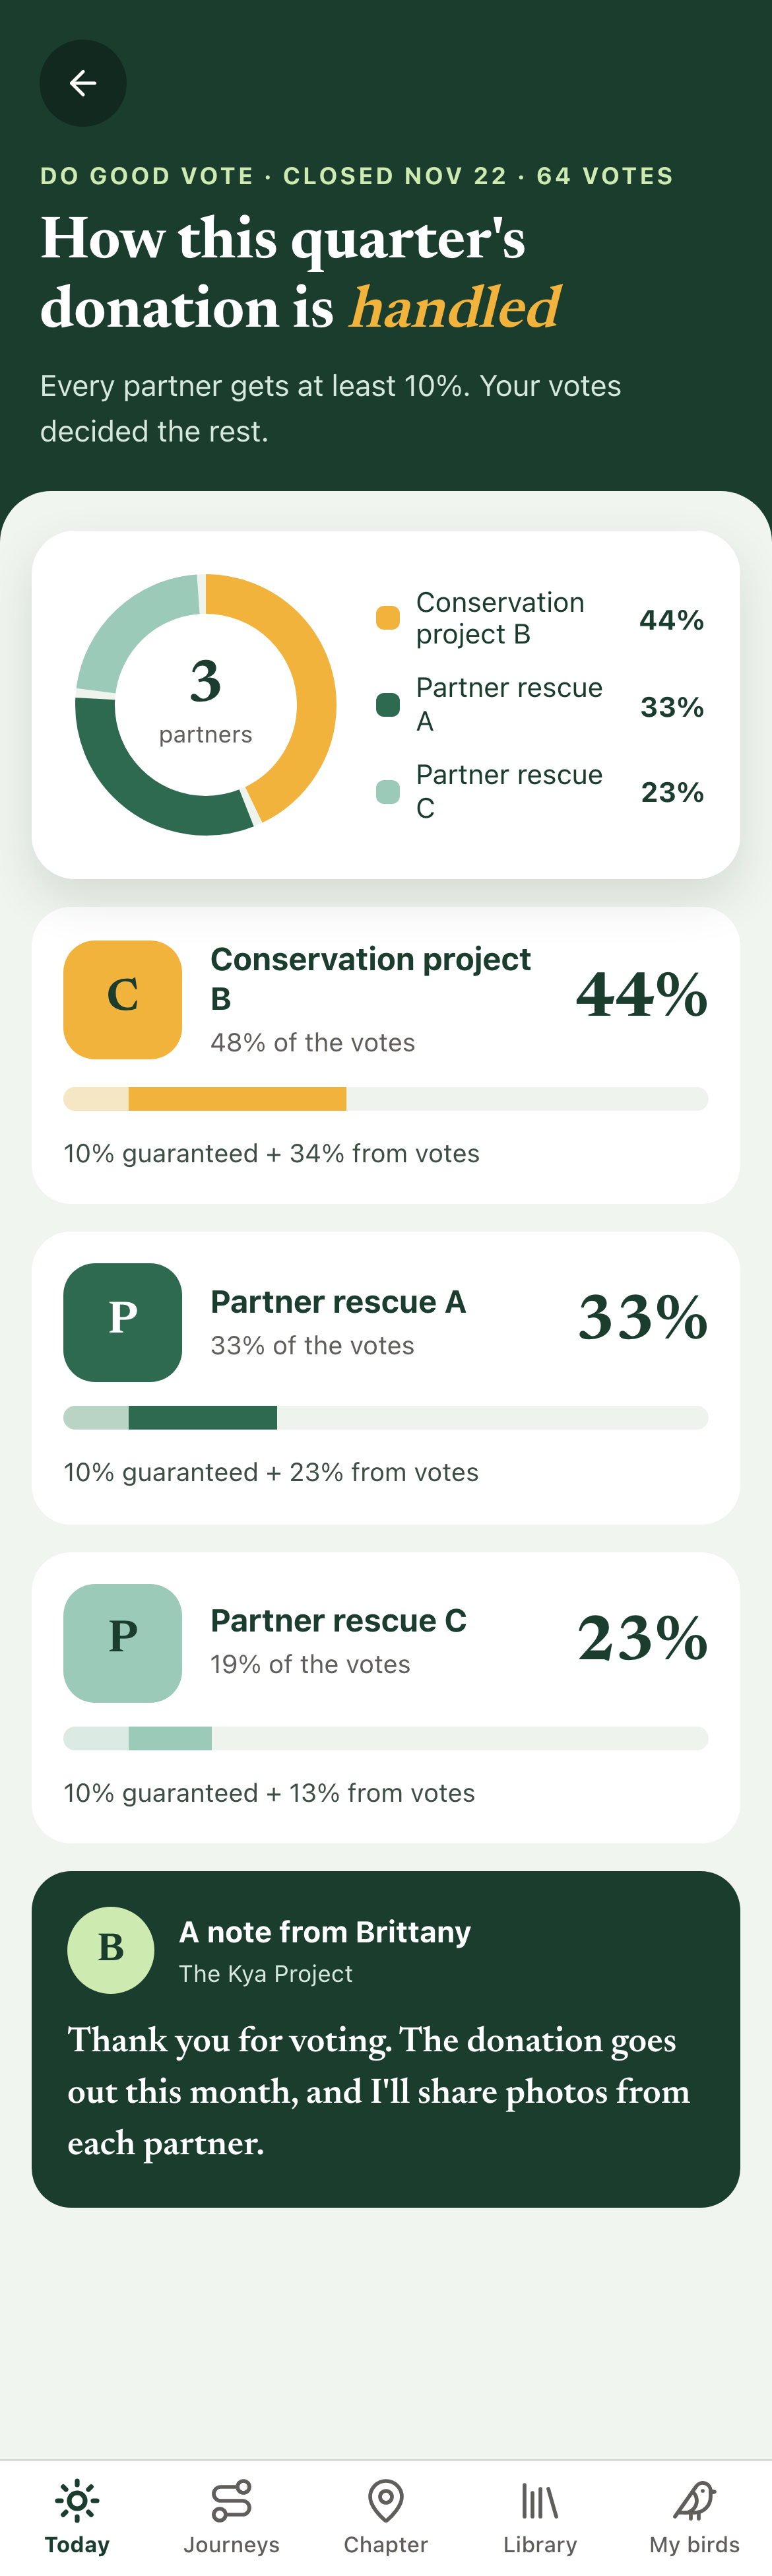 DO GOOD VOTE · CLOSED NOV 22 · 64 VOTES
How this quarter's
donation is handled
Every partner gets at least 10%. Your votes
decided the rest.
3
partners
Conservation
project B
44%
Partner rescue
A
33%
Partner rescue
C
23%
C
Conservation project
B
48% of the votes
44%
10% guaranteed + 34% from votes
P
Partner rescue A
33% of the votes
33%
10% guaranteed + 23% from votes
P
Partner rescue C
19% of the votes
23%
10% guaranteed + 13% from votes
B
A note from Brittany
The Kya Project
Thank you for voting. The donation goes
out this month, and I'll share photos from
each partner.
Today
Journeys
Chapter
Library
My birds